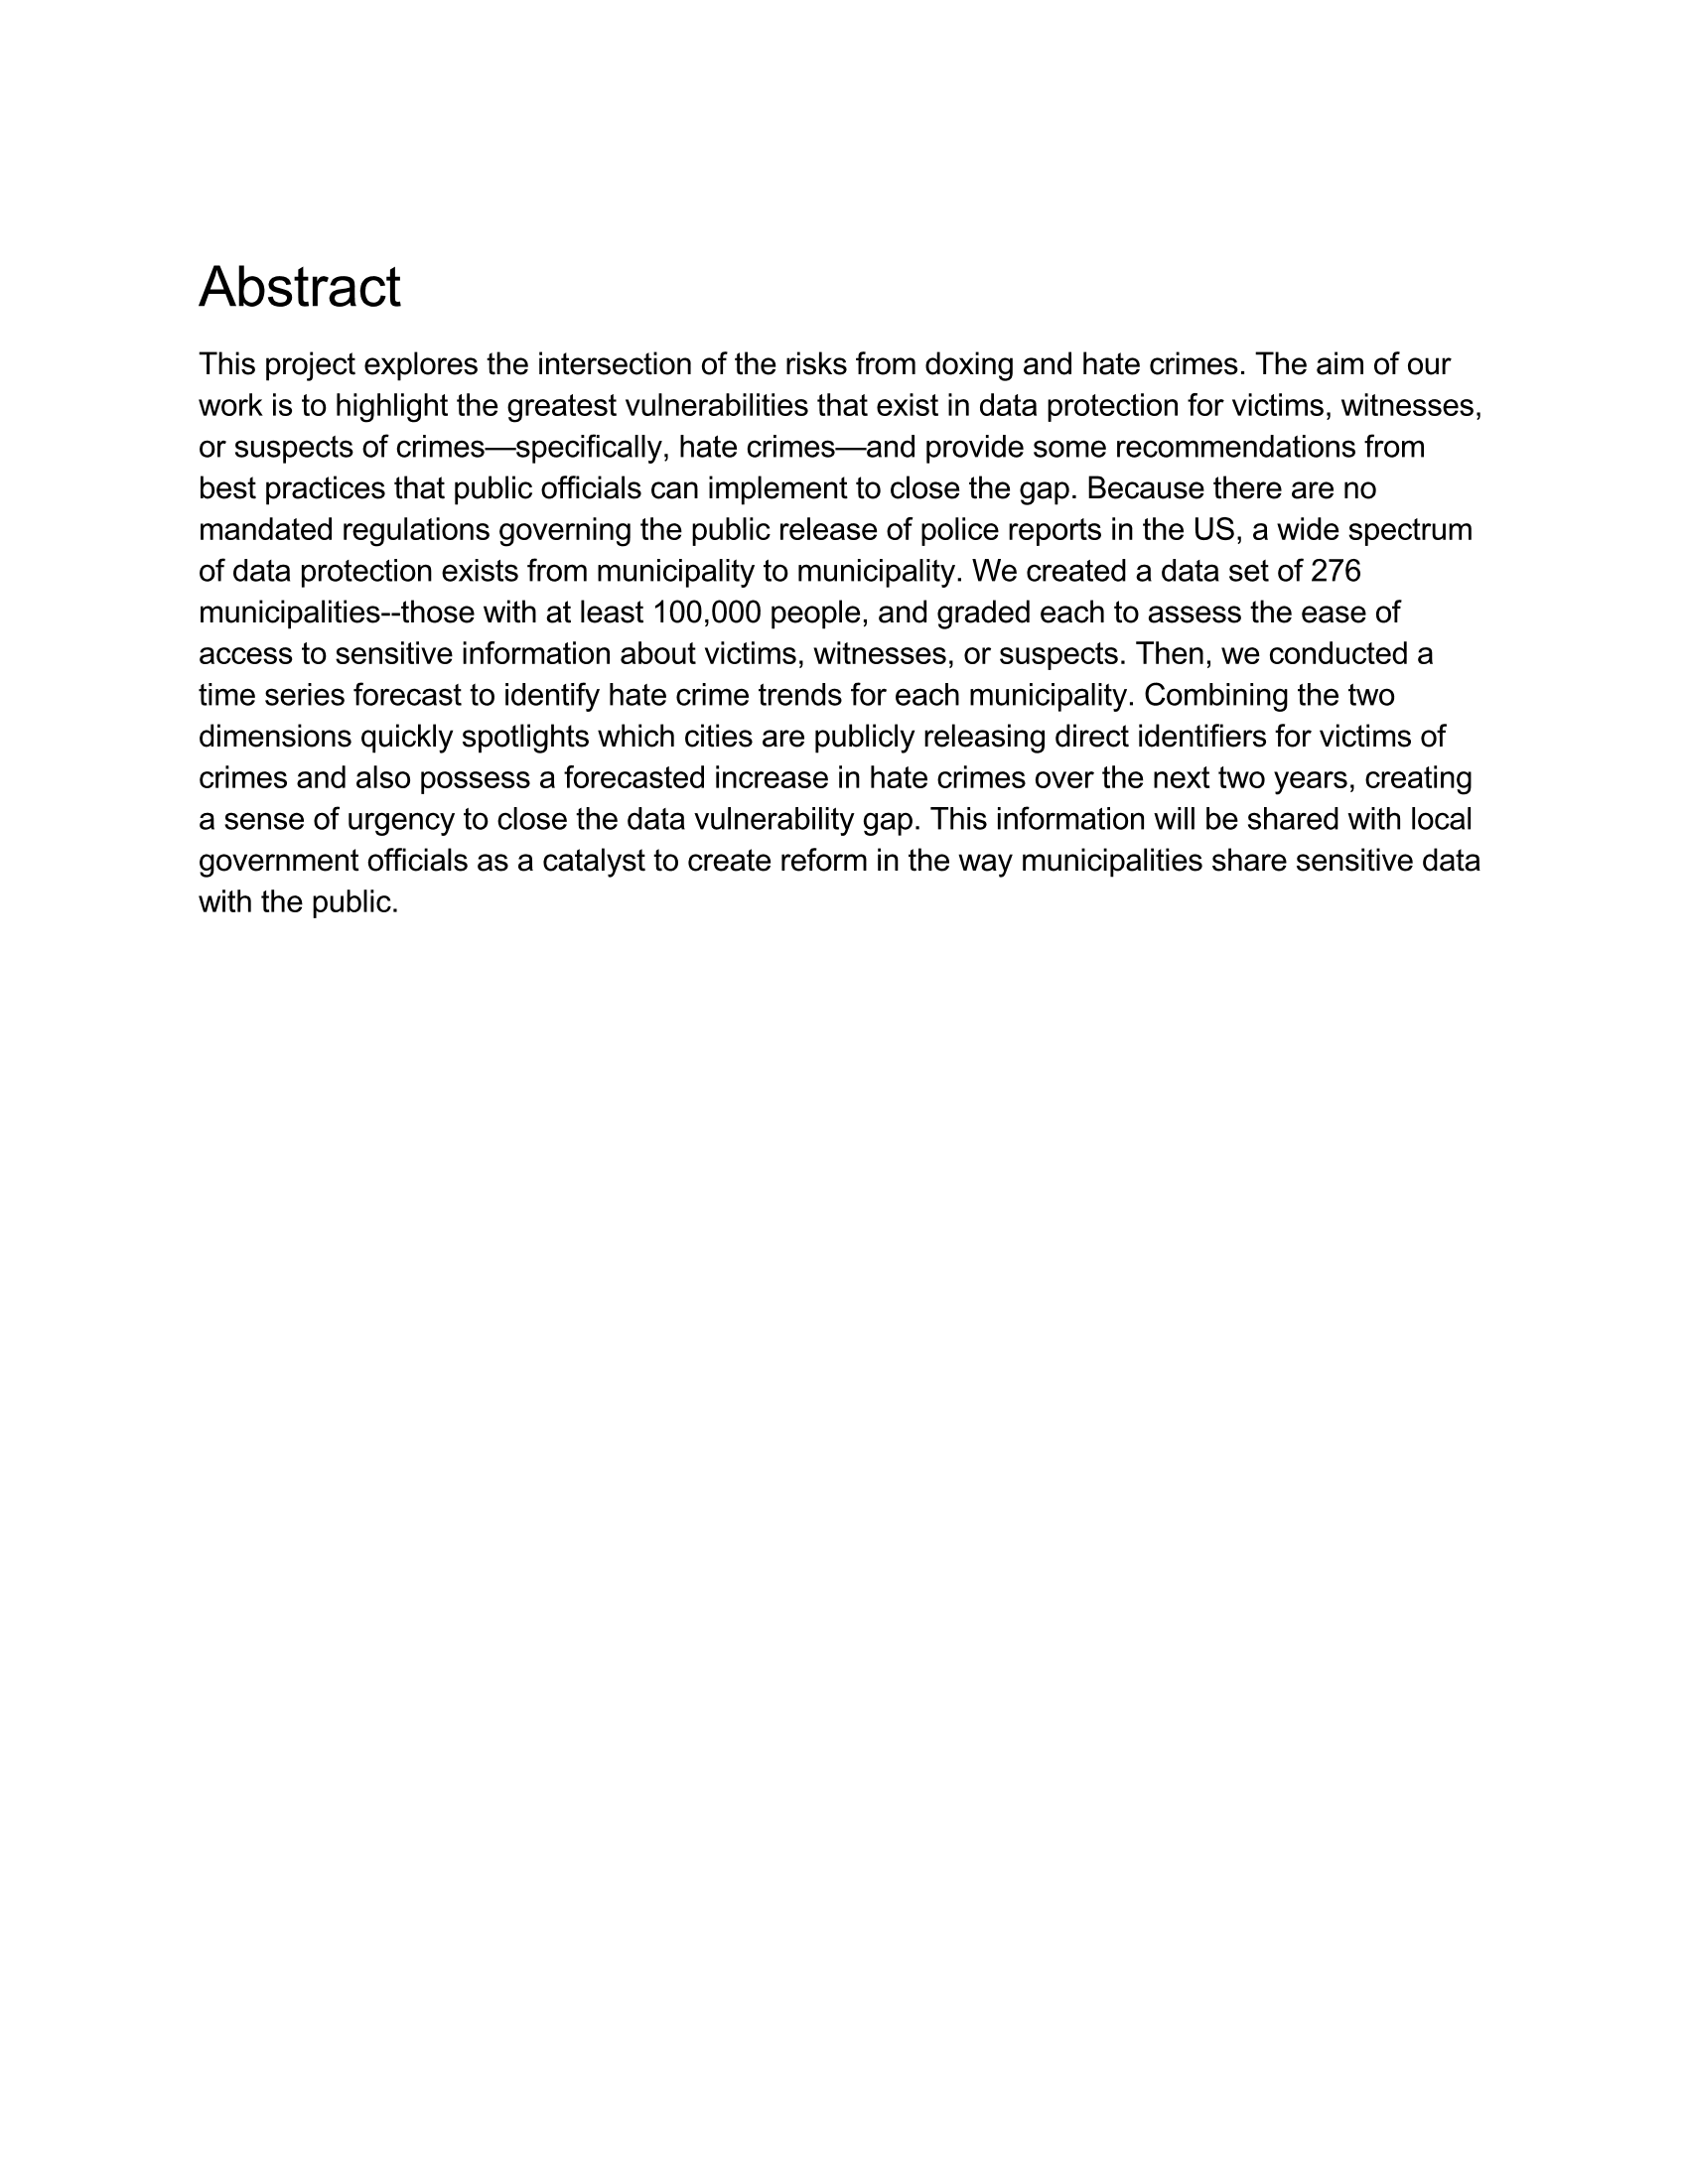 Abstract
This project explores the intersection of the risks from doxing and hate crimes. The aim of our
work is to highlight the greatest vulnerabilities that exist in data protection for victims, witnesses,
or suspects of crimes—specifically, hate crimes—and provide some recommendations from
best practices that public officials can implement to close the gap. Because there are no
mandated regulations governing the public release of police reports in the US, a wide spectrum
of data protection exists from municipality to municipality. We created a data set of 276
municipalities--those with at least 100,000 people, and graded each to assess the ease of
access to sensitive information about victims, witnesses, or suspects. Then, we conducted a
time series forecast to identify hate crime trends for each municipality. Combining the two
dimensions quickly spotlights which cities are publicly releasing direct identifiers for victims of
crimes and also possess a forecasted increase in hate crimes over the next two years, creating
a sense of urgency to close the data vulnerability gap. This information will be shared with local
government officials as a catalyst to create reform in the way municipalities share sensitive data
with the public.